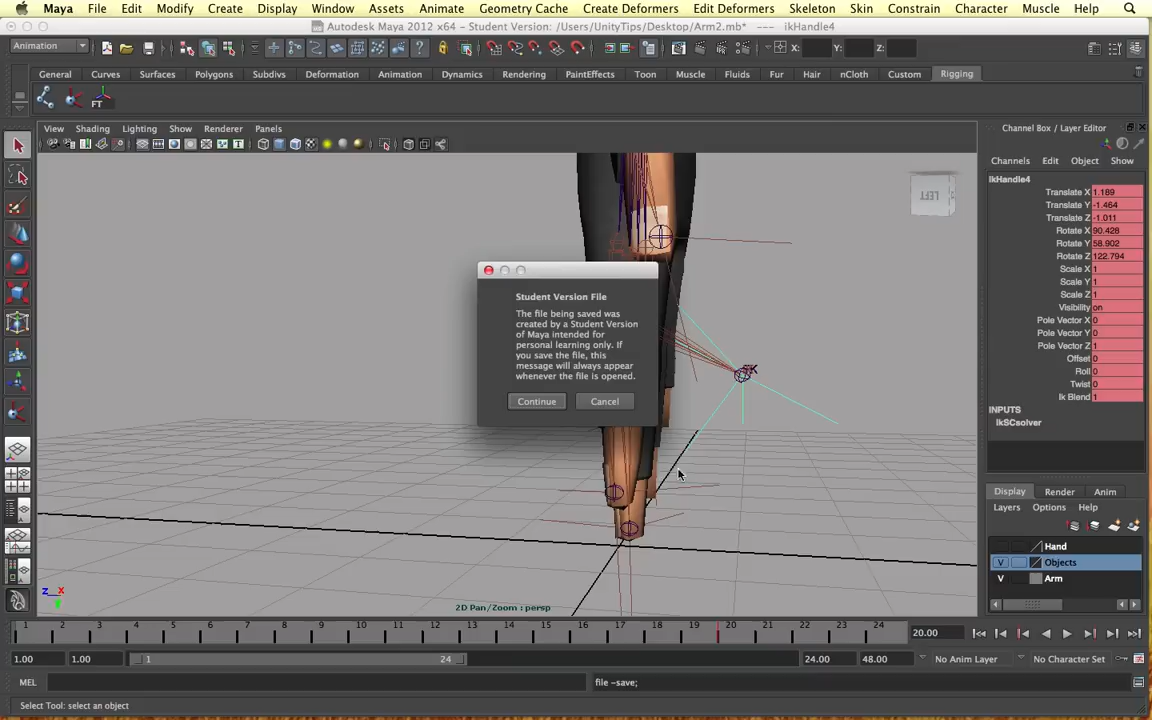 Maya File Edit Modify Create Display Window Assets Animate Geometry Cache Create Deformers Edit Deformers Skeleton Skin Constrain Character Muscle Help
Autodesk Maya 2012 x64 - Student Version: /Users/UnityTips/Desktop/Arm2.mb* - ikHandle4
Animation X: Y: Z:
General Curves Surfaces Polygons Subdivs Deformation Animation Dynamics Rendering PaintEffects Toon Muscle Fluids Fur Hair nCloth Custom Rigging
FT
View Shading Lighting Show Renderer Panels
Channel Box / Layer Editor
Channels Edit Object Show
LEFT
IkHandle4
Translate X 1.189
Translate Y -1.464
Translate Z -1.011
Rotate X 90.428
Rotate Y 58.902
Rotate Z 122.794
Scale X 1
Scale Y 1
Scale Z 1
Visibility on
Pole Vector X 0
Pole Vector Y 0
Pole Vector Z 1
Offset 0
Roll 0
Twist 0
Ik Blend 1
INPUTS
ikSCsolver
Student Version File
The file being saved was
created by a Student Version
of Maya intended for
personal learning only. If
you save the file, this
message will always appear
whenever the file is opened.
Continue Cancel
Display Render Anim
Layers Options Help
Hand
V Objects
V Arm
z x
y
2D Pan/Zoom : persp
1 2 3 4 5 6 7 8 9 10 11 12 13 14 15 16 17 18 19 20 21 22 23 24 20.00
1.00 1.00 1 24 24.00 48.00 No Anim Layer No Character Set
MEL file -save;
Select Tool: select an object